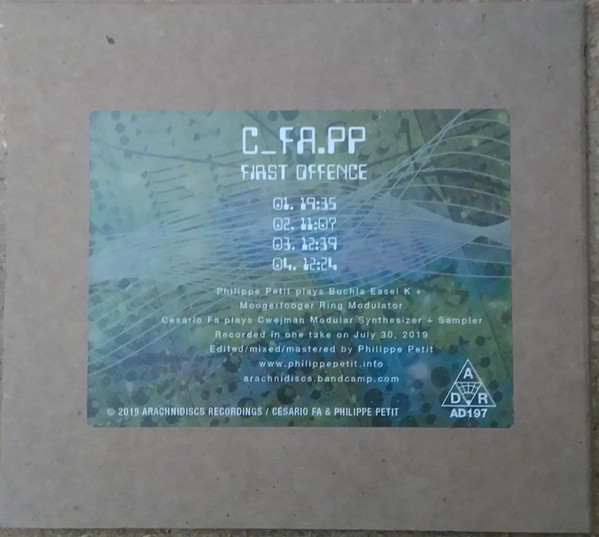 C_FA.PP
FIRST OFFENCE
01. 19:35
02. 11:07
03. 12:39
04. 12:24
Philippe Petit plays Buchla Easel K +
Moogerfooger Ring Modulator
Césario Fa plays Cwejman Modular Synthesizer + Sampler
Recorded in one take on July 30, 2019
Edited/mixed/mastered by Philippe Petit
www.philippepetit.info
arachnidiscs.bandcamp.com
A
D R
AD197
© 2019 ARACHNIDISCS RECORDINGS / CÉSARIO FA & PHILIPPE PETIT